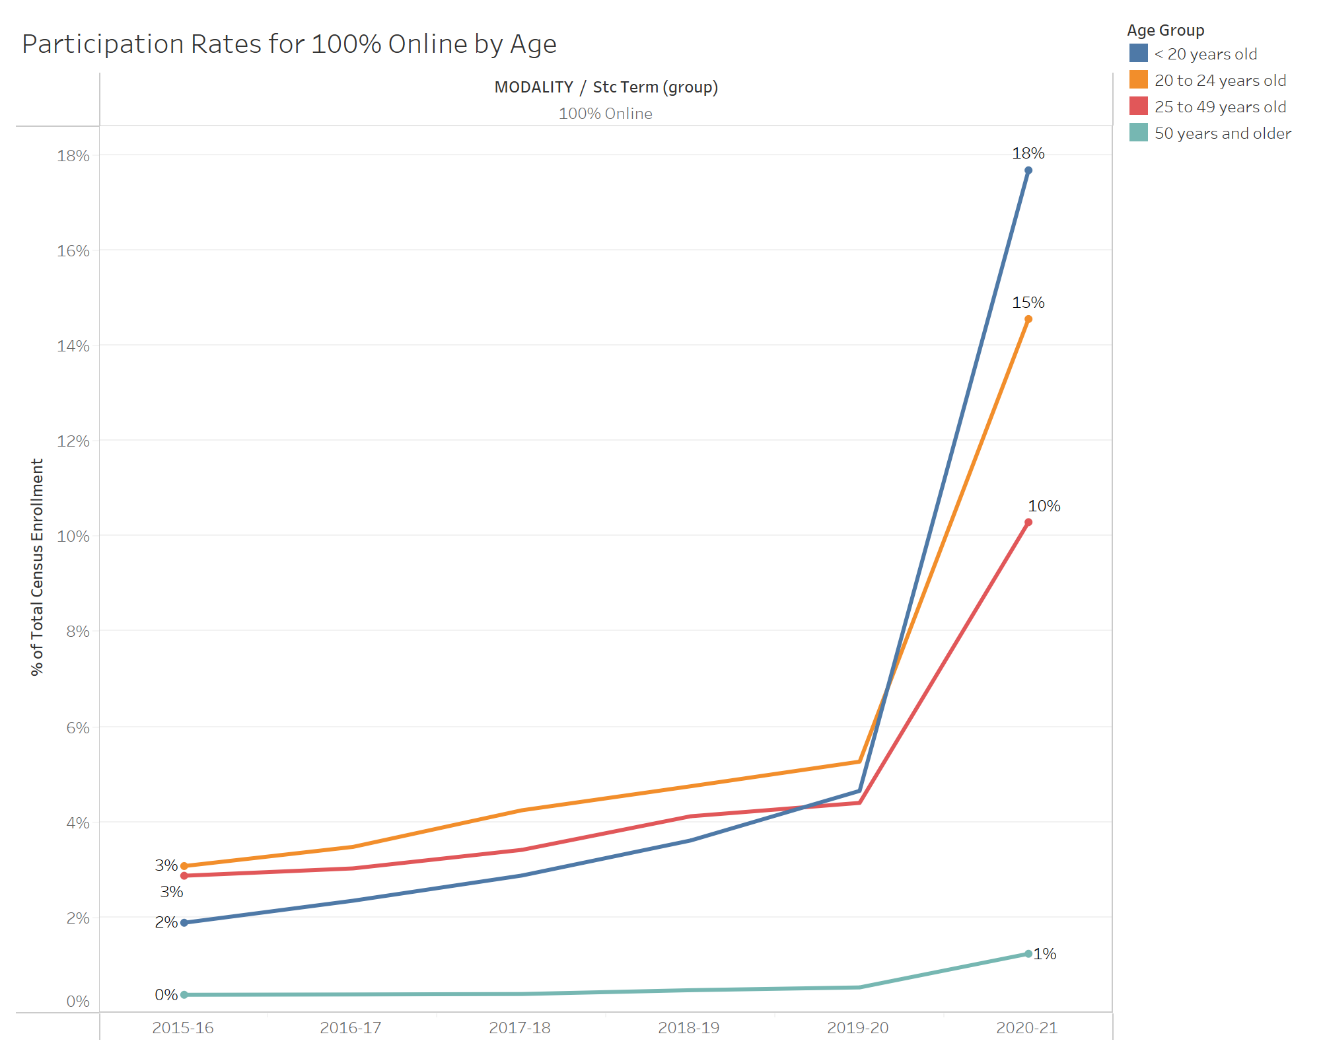 Participation Rates for 100% Online by Age
Age Group
< 20 years old
20 to 24 years old
25 to 49 years old
50 years and older
MODALITY / Stc Term (group)
100% Online
18%
16%
14%
12%
10%
8%
6%
4%
2%
0%
% of Total Census Enrollment
18%
15%
10%
3%
3%
2%
0%
1%
2015-16
2016-17
2017-18
2018-19
2019-20
2020-21